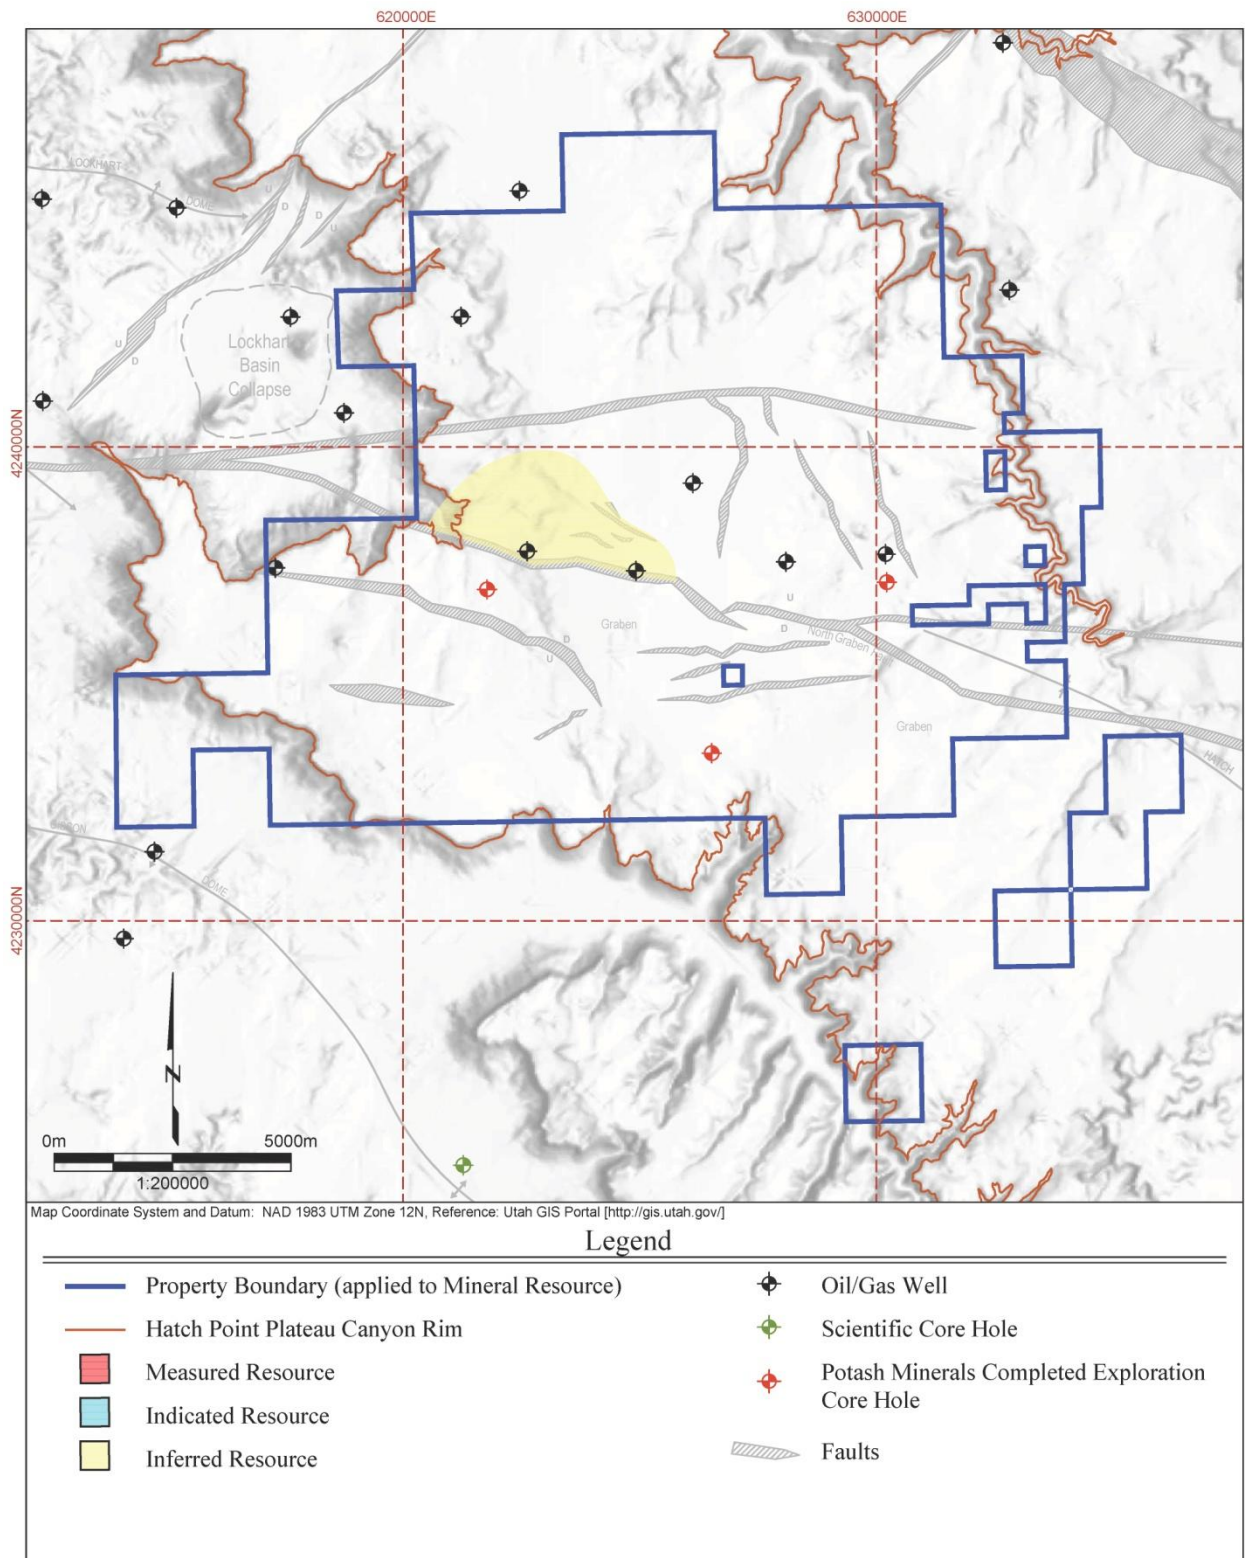 620000E 630000E
LOCKHART
DOME
U
D
D
U
U
D
Lockhart
Basin
Collapse
4240000N
U
D
Graben
D
U
North Graben
U
Graben
HATCH
DOME
4230000N
N
0m 5000m
1:200000
Map Coordinate System and Datum: NAD 1983 UTM Zone 12N, Reference: Utah GIS Portal [http://gis.utah.gov/]
Legend
Property Boundary (applied to Mineral Resource)
Hatch Point Plateau Canyon Rim
Measured Resource
Indicated Resource
Inferred Resource
Oil/Gas Well
Scientific Core Hole
Potash Minerals Completed Exploration
Core Hole
Faults